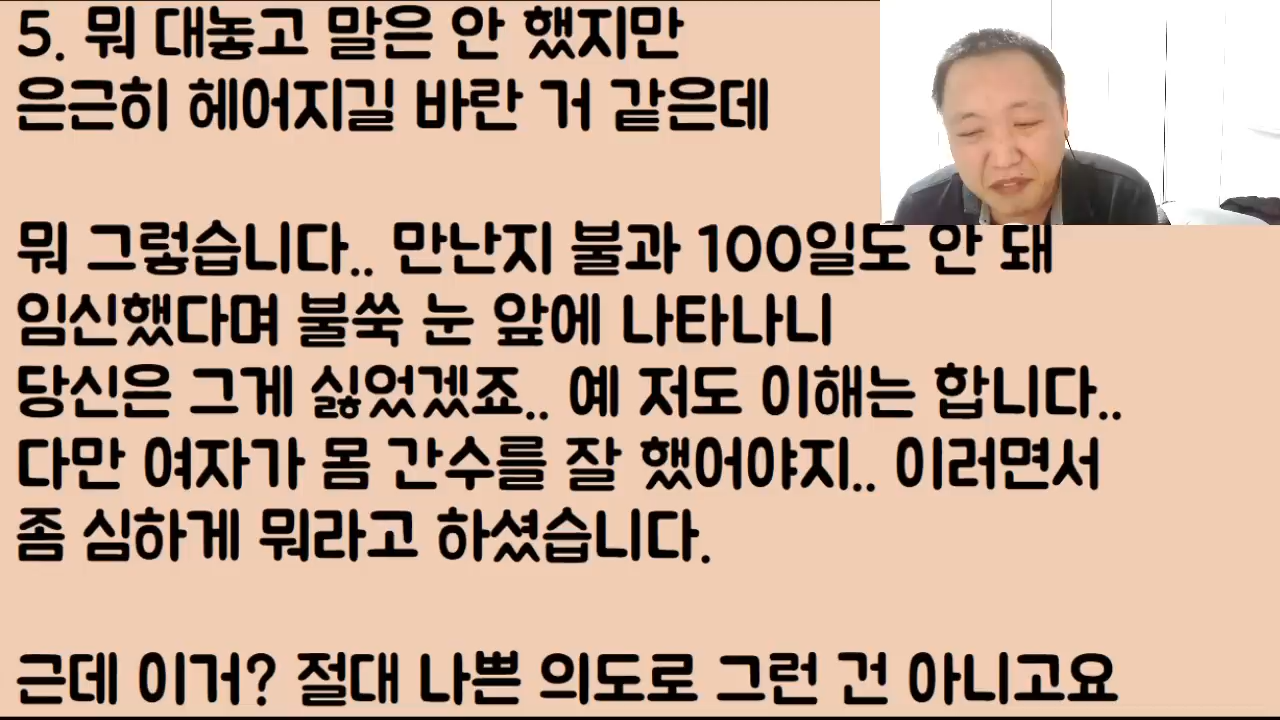 5. 뭐 대놓고 말은 안 했지만
은근히 헤어지길 바란 거 같은데
뭐 그렇습니다.. 만난지 불과 100일도 안 돼
임신했다며 불쑥 눈 앞에 나타나니
당신은 그게 싫었겠죠.. 예 저도 이해는 합니다..
다만 여자가 몸 간수를 잘 했어야지.. 이러면서
좀 심하게 뭐라고 하셨습니다.
근데 이거? 절대 나쁜 의도로 그런 건 아니고요